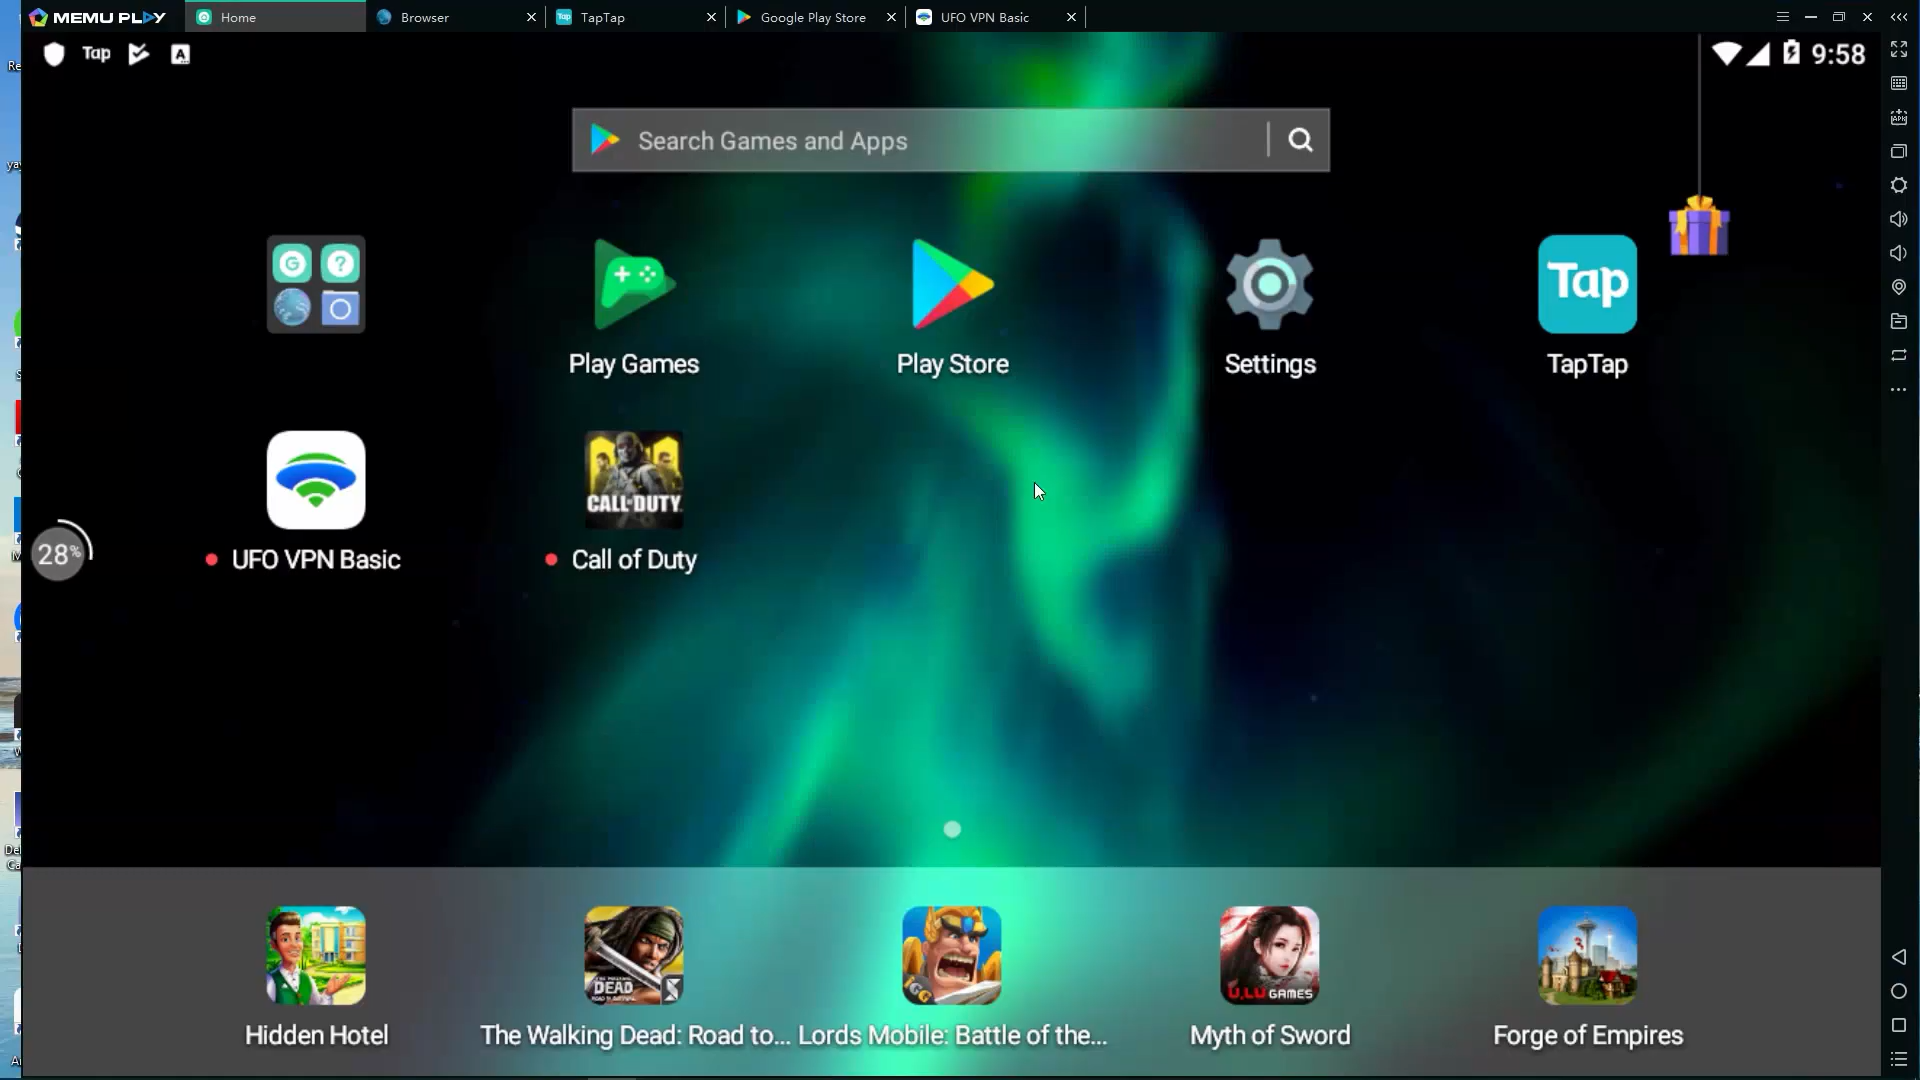 MEMU PLAY
Home
Browser
TapTap
Google Play Store
UFO VPN Basic
Tap
A
9:58
Search Games and Apps
G
?
Tap
Play Games
Play Store
Settings
TapTap
CALL OF DUTY
UFO VPN Basic
Call of Duty
28%
DEAD
IGG
U,LU GAMES
Hidden Hotel
The Walking Dead: Road to...
Lords Mobile: Battle of the...
Myth of Sword
Forge of Empires